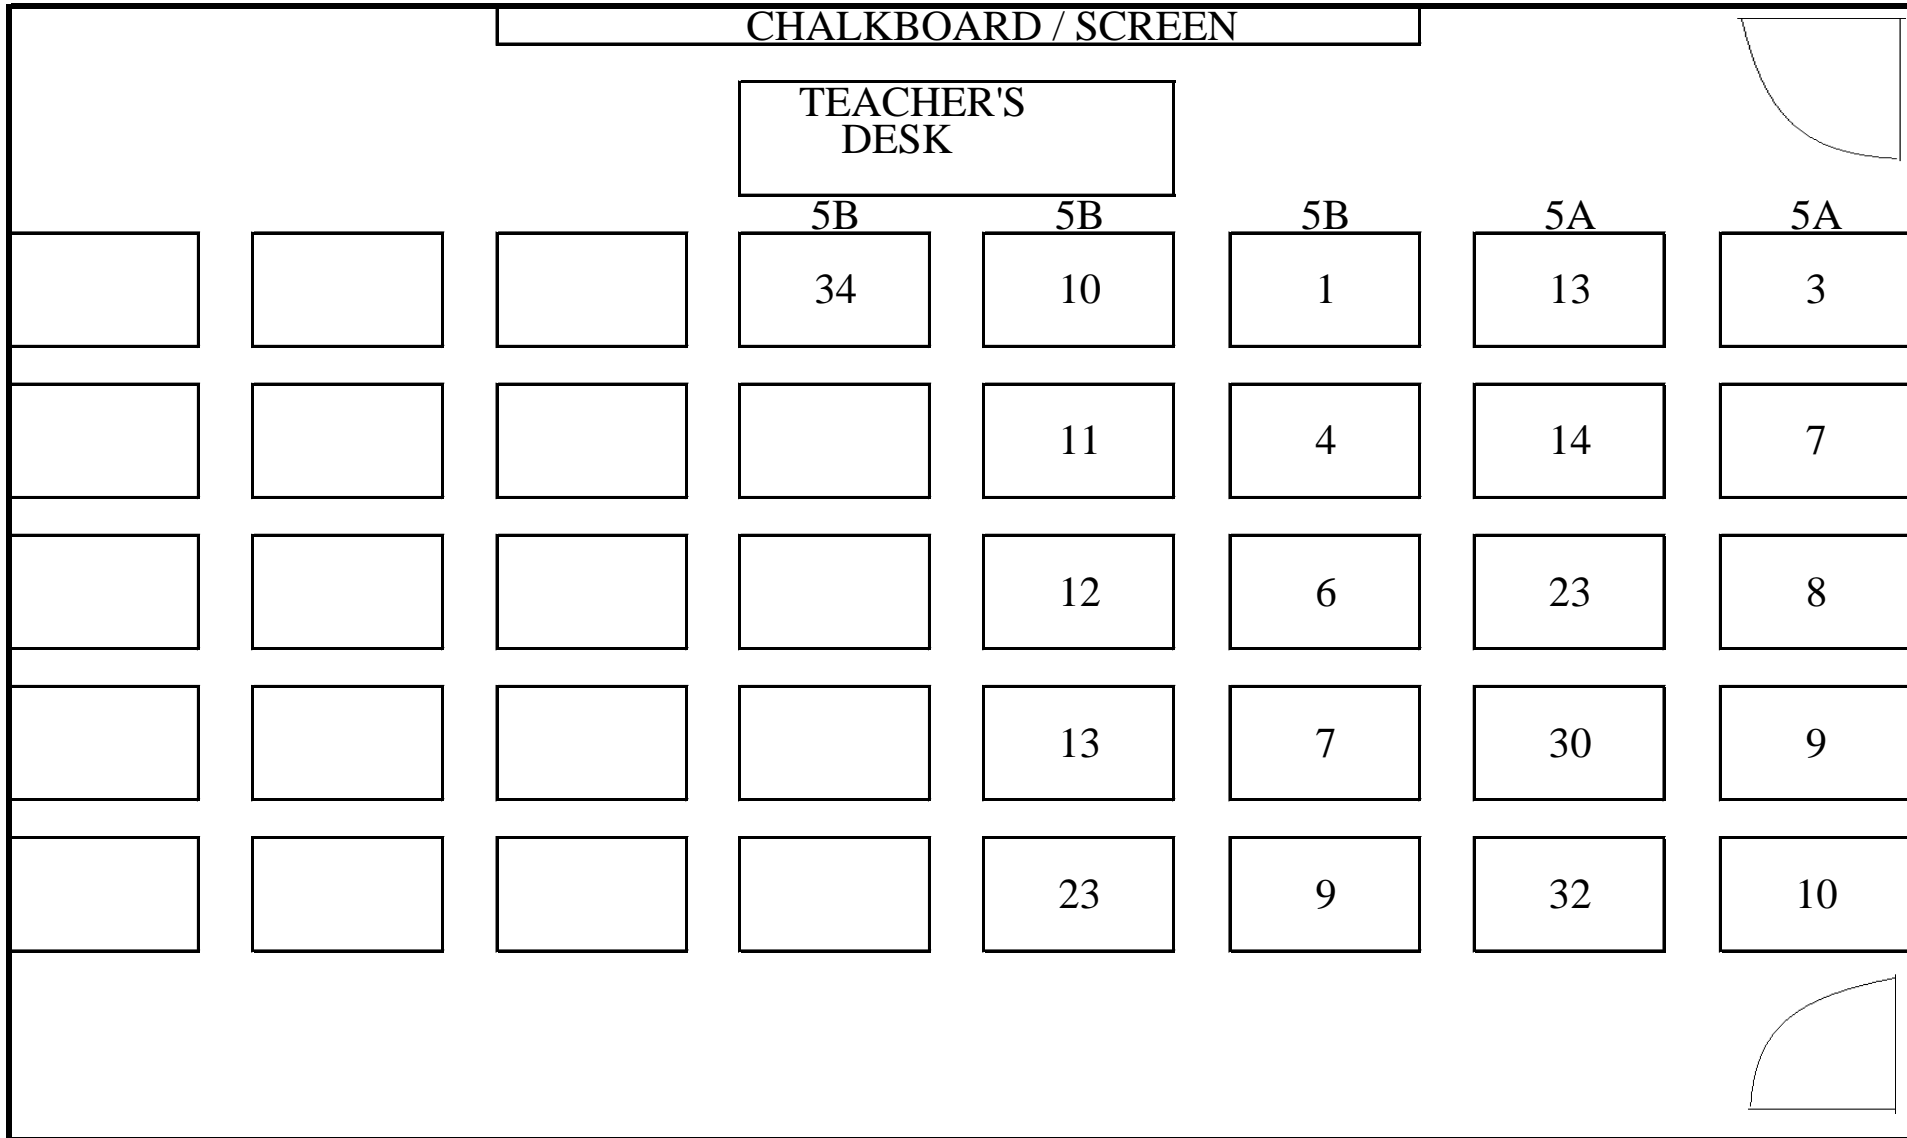 CHALKBOARD / SCREEN
TEACHER'S
DESK
5B 5B 5B 5A 5A
34 10 1 13 3
11 4 14 7
12 6 23 8
13 7 30 9
23 9 32 10